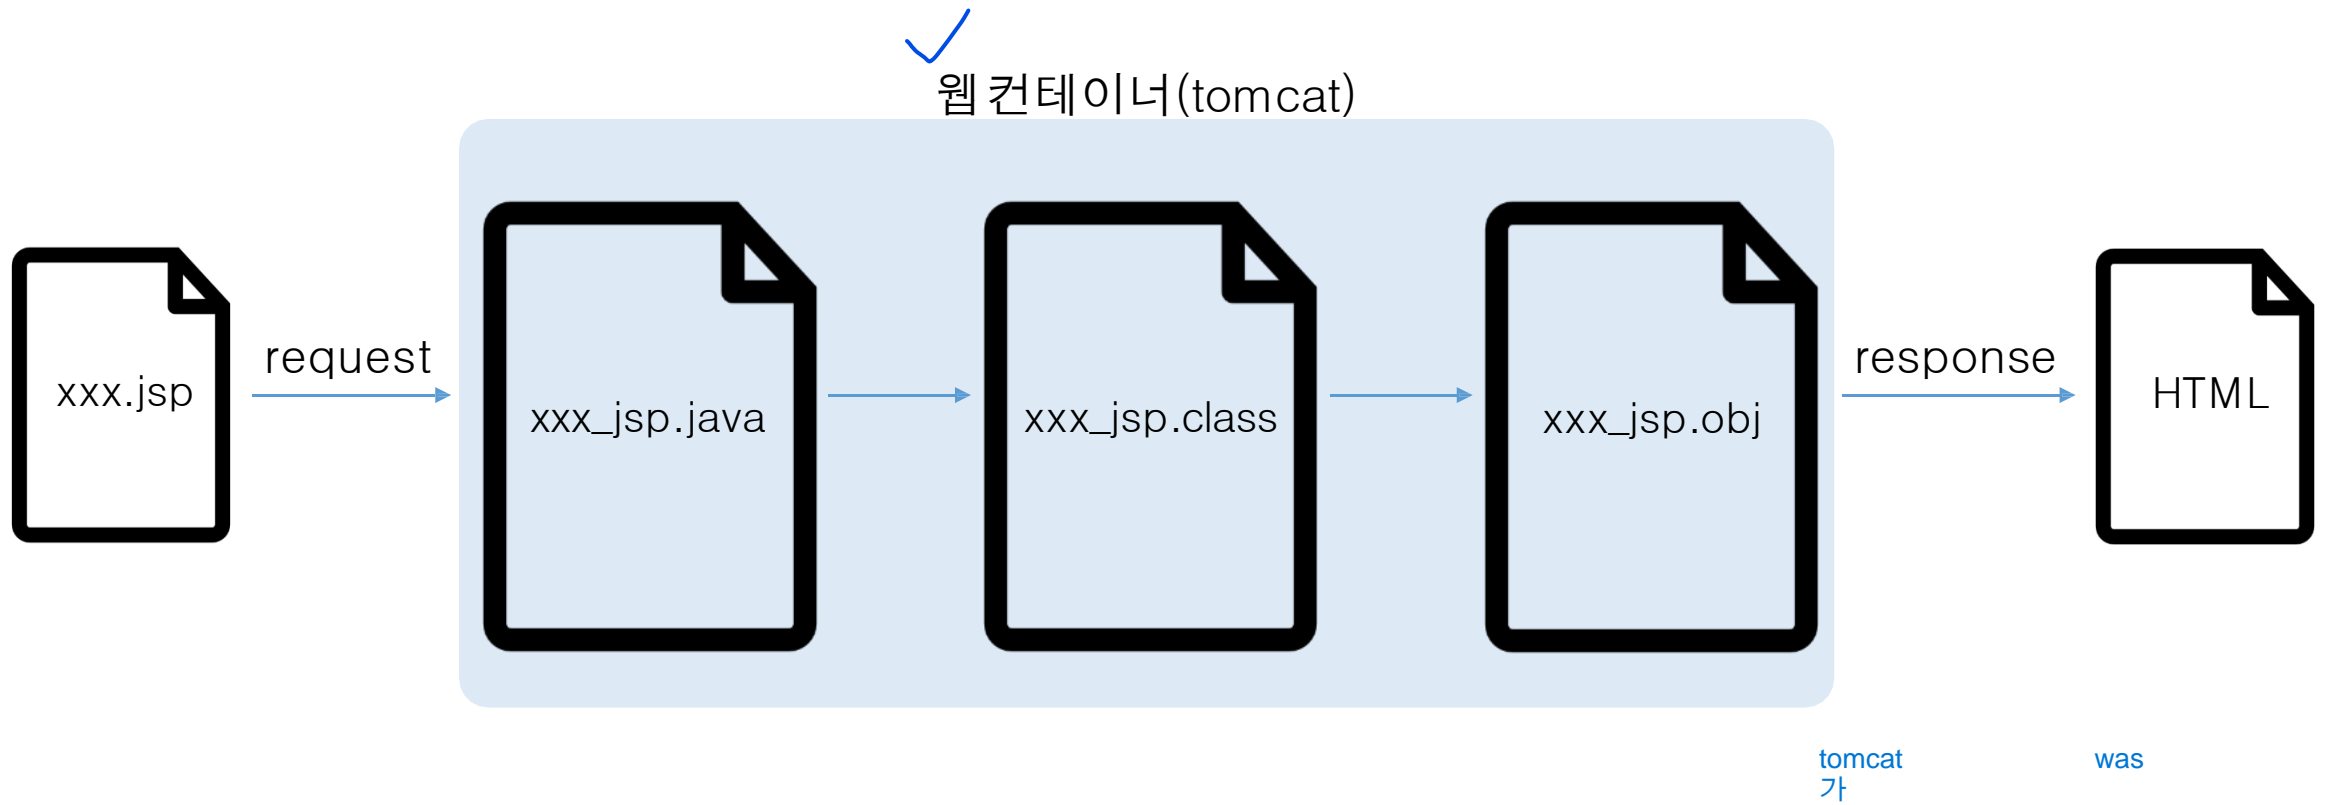 웹컨테이너(tomcat)
xxx.jsp
request
xxx_jsp.java
xxx_jsp.class
xxx_jsp.obj
response
HTML
tomcat
가
was